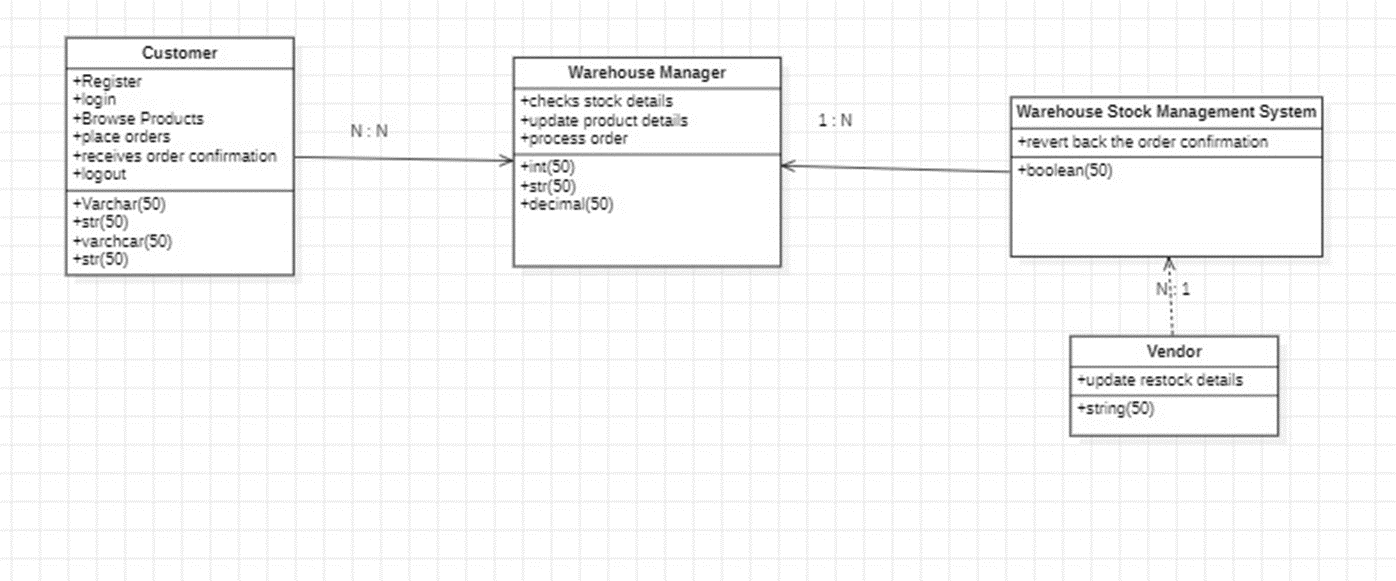 Customer
+Register
+login
+Browse Products
+place orders
+receives order confirmation
+logout
+Varchar(50)
+str(50)
+varchcar(50)
+str(50)
N : N
Warehouse Manager
+checks stock details
+update product details
+process order
+int(50)
+str(50)
+decimal(50)
1 : N
Warehouse Stock Management System
+revert back the order confirmation
+boolean(50)
N : 1
Vendor
+update restock details
+string(50)